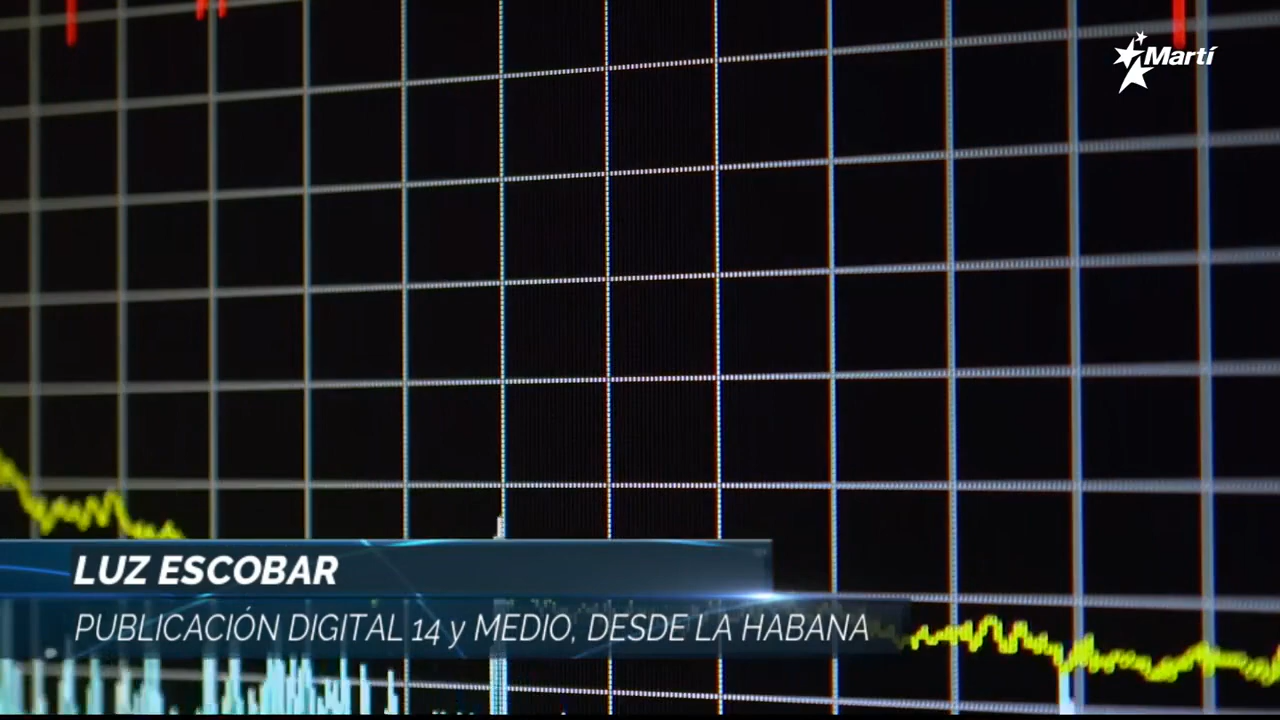 Martí
LUZ ESCOBAR
PUBLICACIÓN DIGITAL 14 y MEDIO, DESDE LA HABANA